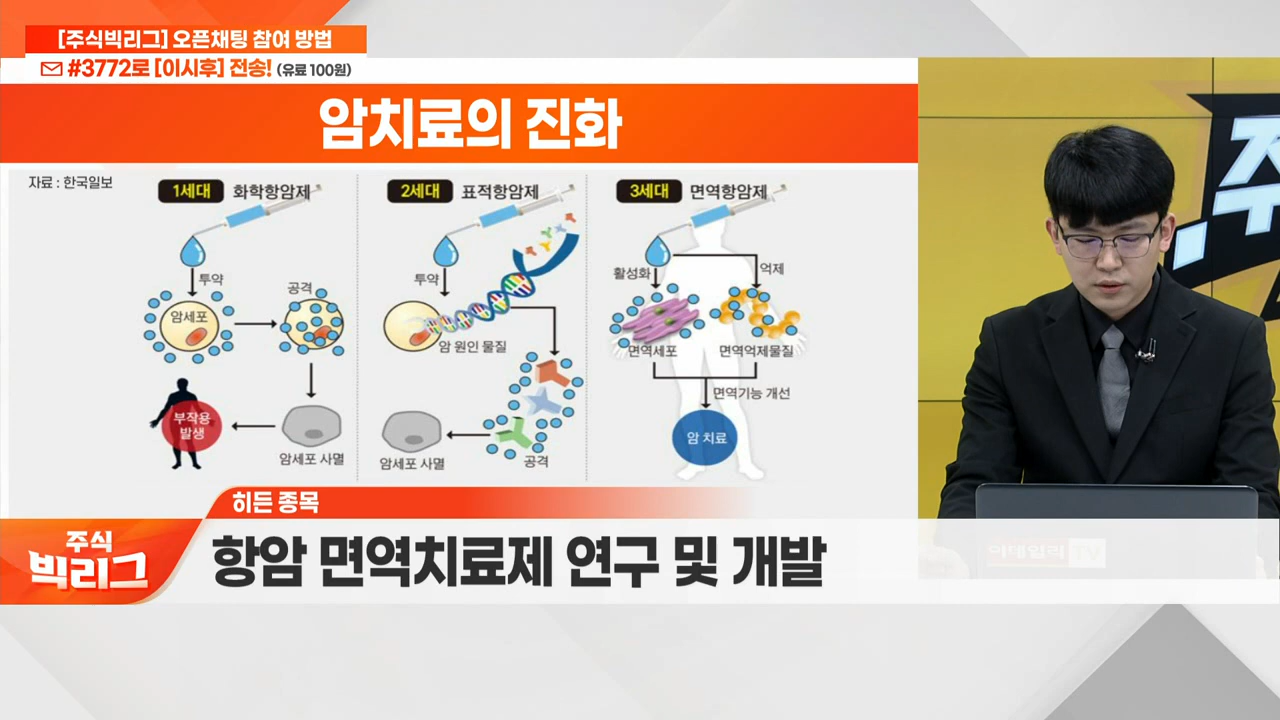 [주식빅리그] 오픈채팅 참여 방법
#3772로 [이시후] 전송! (유료 100원)
암치료의 진화
자료 : 한국일보
1세대 화학항암제
투약
암세포
공격
부작용
발생
암세포 사멸
2세대 표적항암제
투약
암 원인 물질
암세포 사멸
공격
3세대 면역항암제
활성화
억제
면역세포
면역억제물질
면역기능 개선
암 치료
주
히든 종목
주식
빅리그
항암 면역치료제 연구 및 개발
이데일리 TV